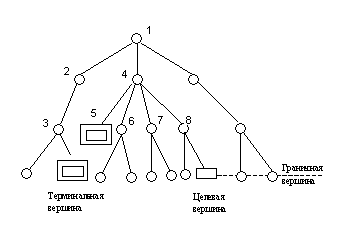 1
2
4
3
5
6
7
8
Граничная
вершина
Терминальная
вершина
Целевая
вершина